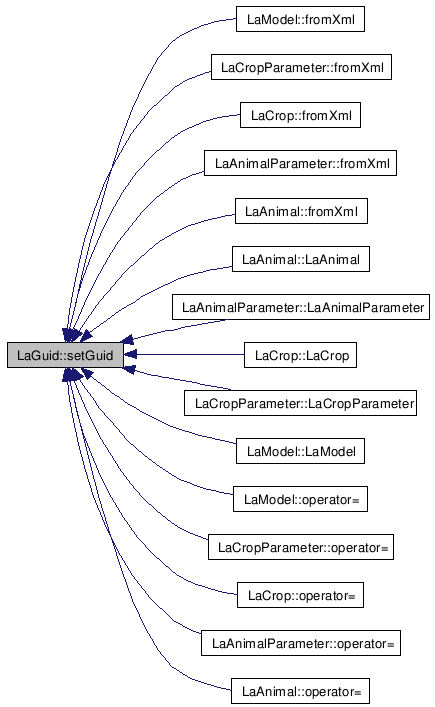 LaModel::fromXml
LaCropParameter::fromXml
LaCrop::fromXml
LaAnimalParameter::fromXml
LaAnimal::fromXml
LaAnimal::LaAnimal
LaAnimalParameter::LaAnimalParameter
LaGuid::setGuid
LaCrop::LaCrop
LaCropParameter::LaCropParameter
LaModel::LaModel
LaModel::operator=
LaCropParameter::operator=
LaCrop::operator=
LaAnimalParameter::operator=
LaAnimal::operator=